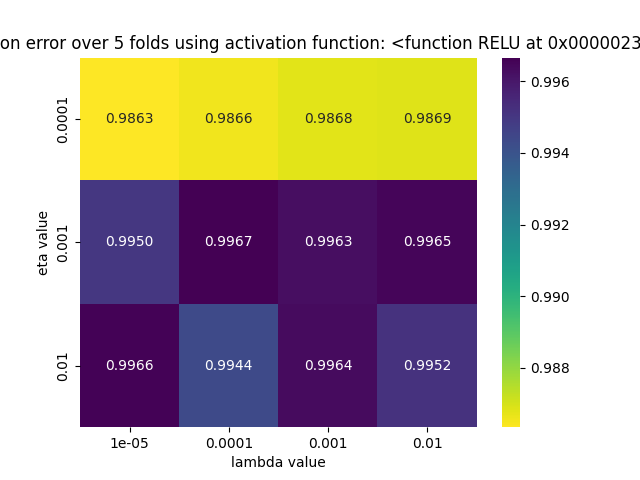 on error over 5 folds using activation function: <function RELU at 0x0000023
0.9863 0.9866 0.9868 0.9869
0.9950 0.9967 0.9963 0.9965
0.9966 0.9944 0.9964 0.9952
0.0001
0.001
0.01
eta value
1e-05 0.0001 0.001 0.01
lambda value
0.996
0.994
0.992
0.990
0.988